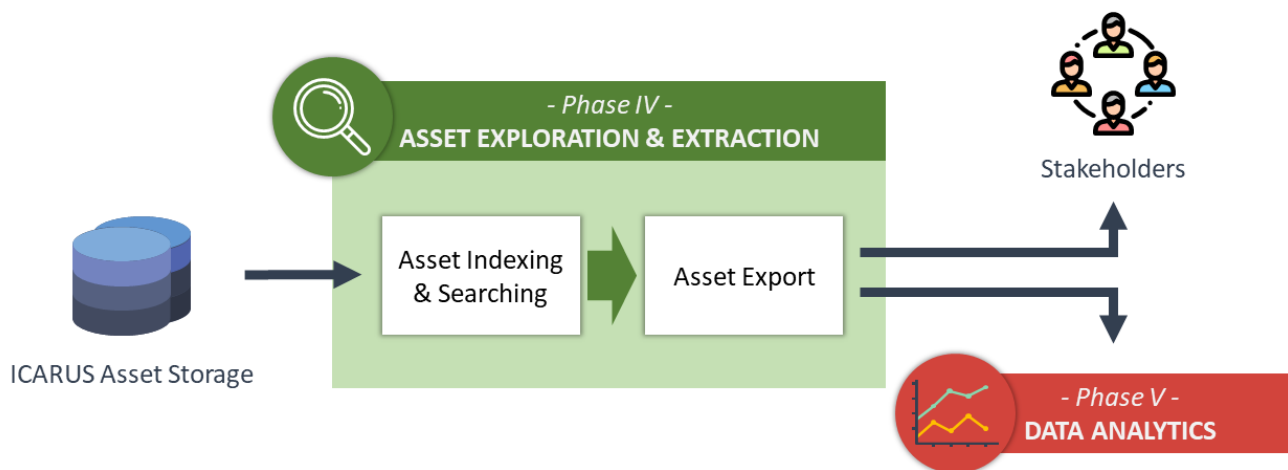 - Phase IV -
ASSET EXPLORATION & EXTRACTION
Stakeholders
Asset Indexing
& Searching
Asset Export
ICARUS Asset Storage
- Phase V -
DATA ANALYTICS